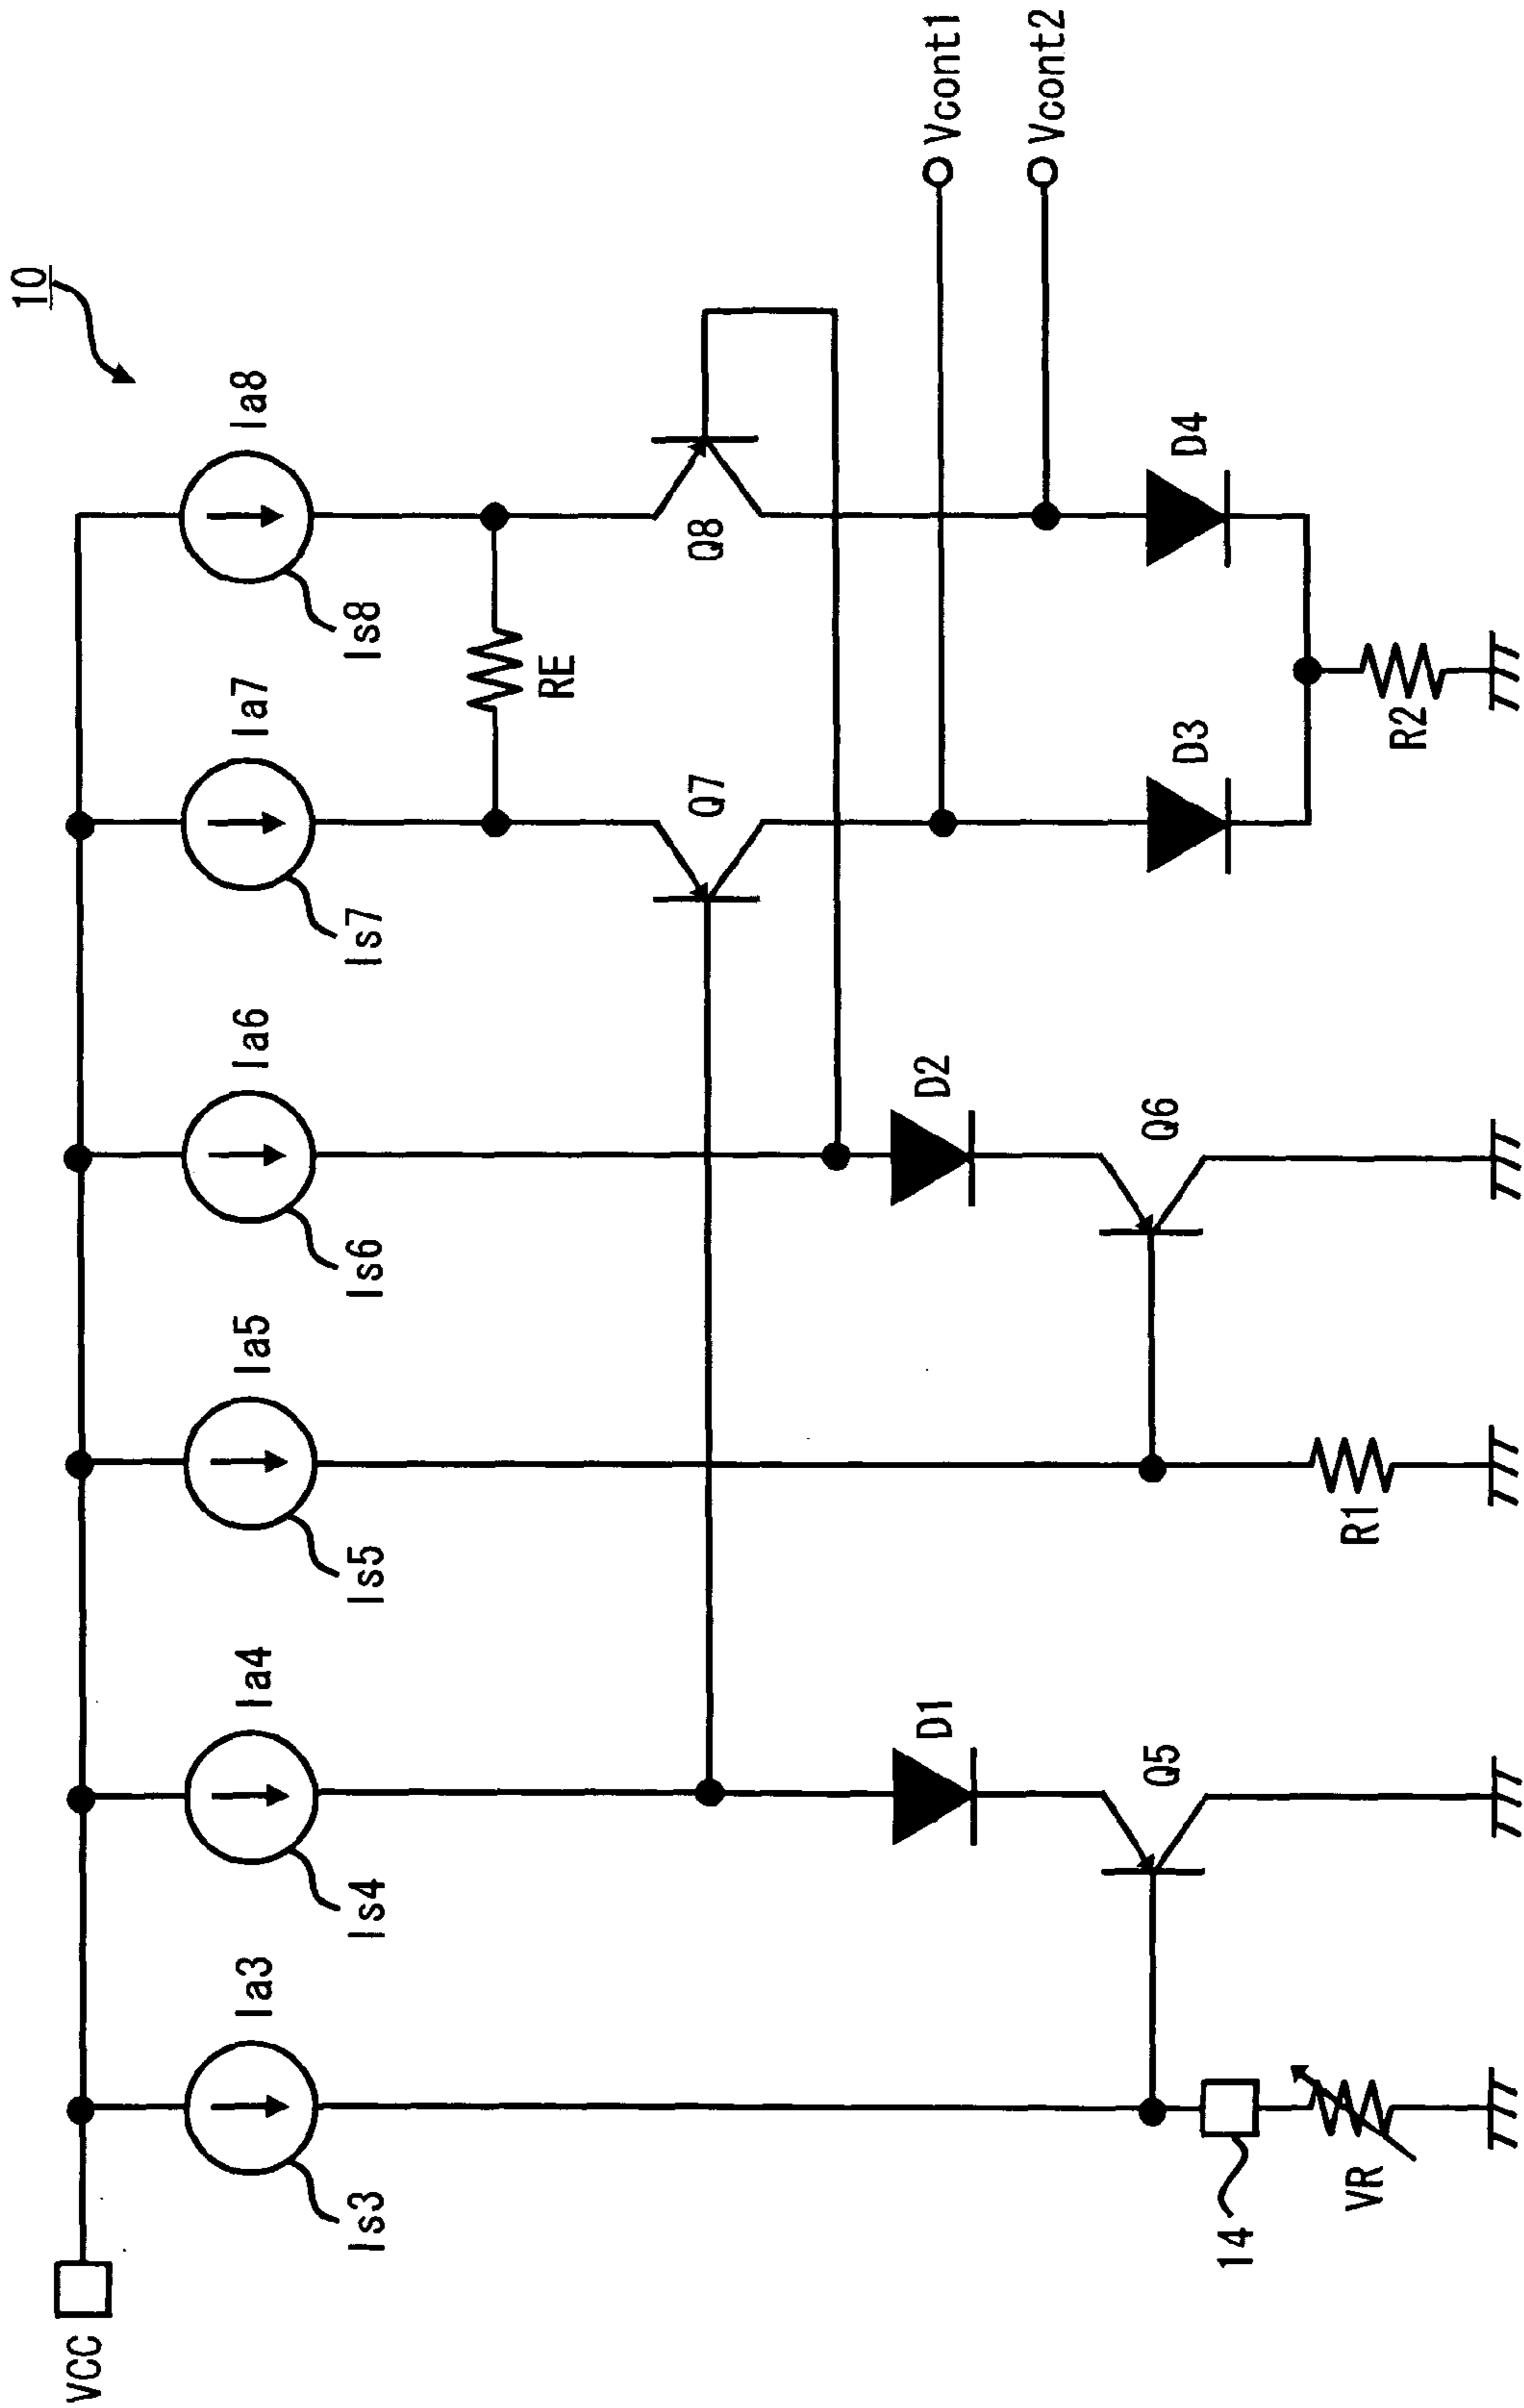 10
VCC
Ia3
Ia4
Ia5
Ia6
Ia7
Ia8
Is3
Is4
Is5
Is6
Is7
Is8
RE
Q7
Q8
Vcont1
Vcont2
D1
D2
Q5
Q6
D3
D4
14
VR
R1
R2